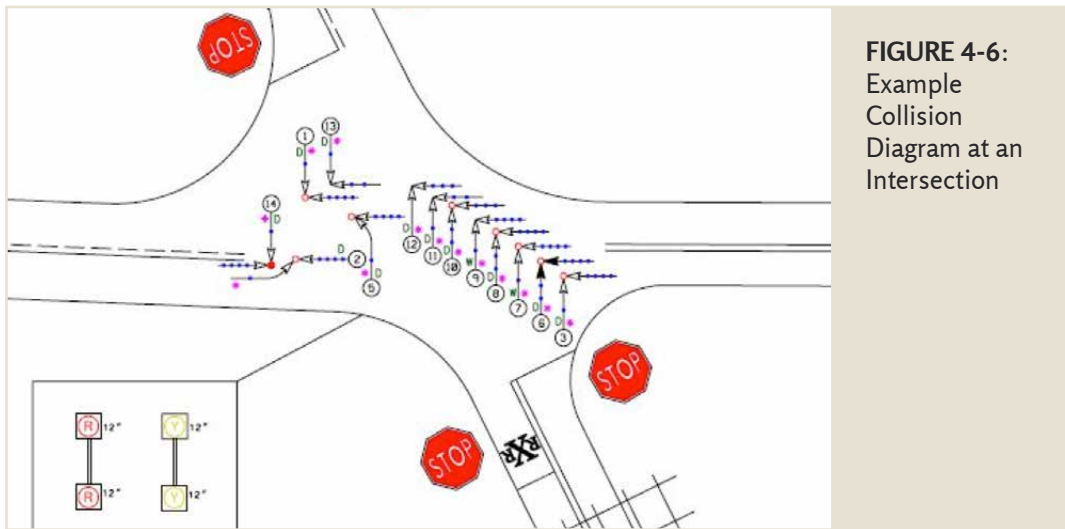 STOP
FIGURE 4-6:
Example
Collision
Diagram at an
Intersection
1
13
D
D
14
D
12
11
10
9
8
7
6
3
D
D
D
W
D
W
D
D
D
2
5
D
STOP
STOP
RXR
R 12"
Y 12"
R 12"
Y 12"